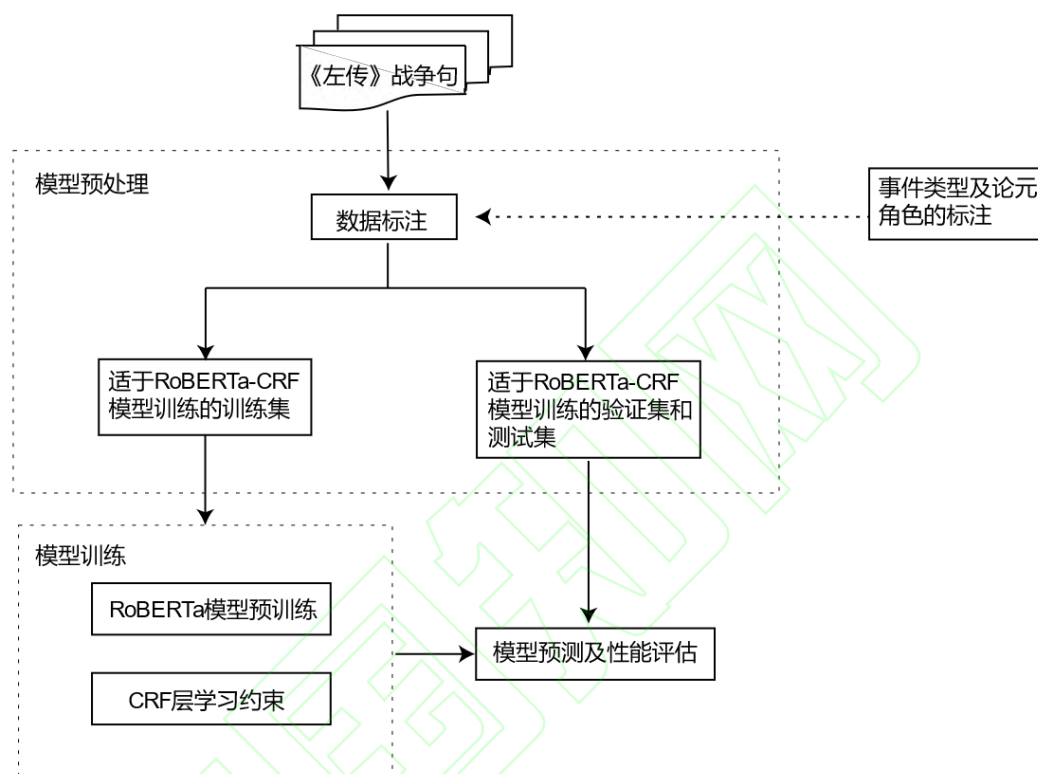 《左传》战争句
模型预处理
事件类型及论元
角色的标注
数据标注
适于RoBERTa-CRF
模型训练的训练集
适于RoBERTa-CRF
模型训练的验证集和
测试集
模型训练
RoBERTa模型预训练
模型预测及性能评估
CRF层学习约束